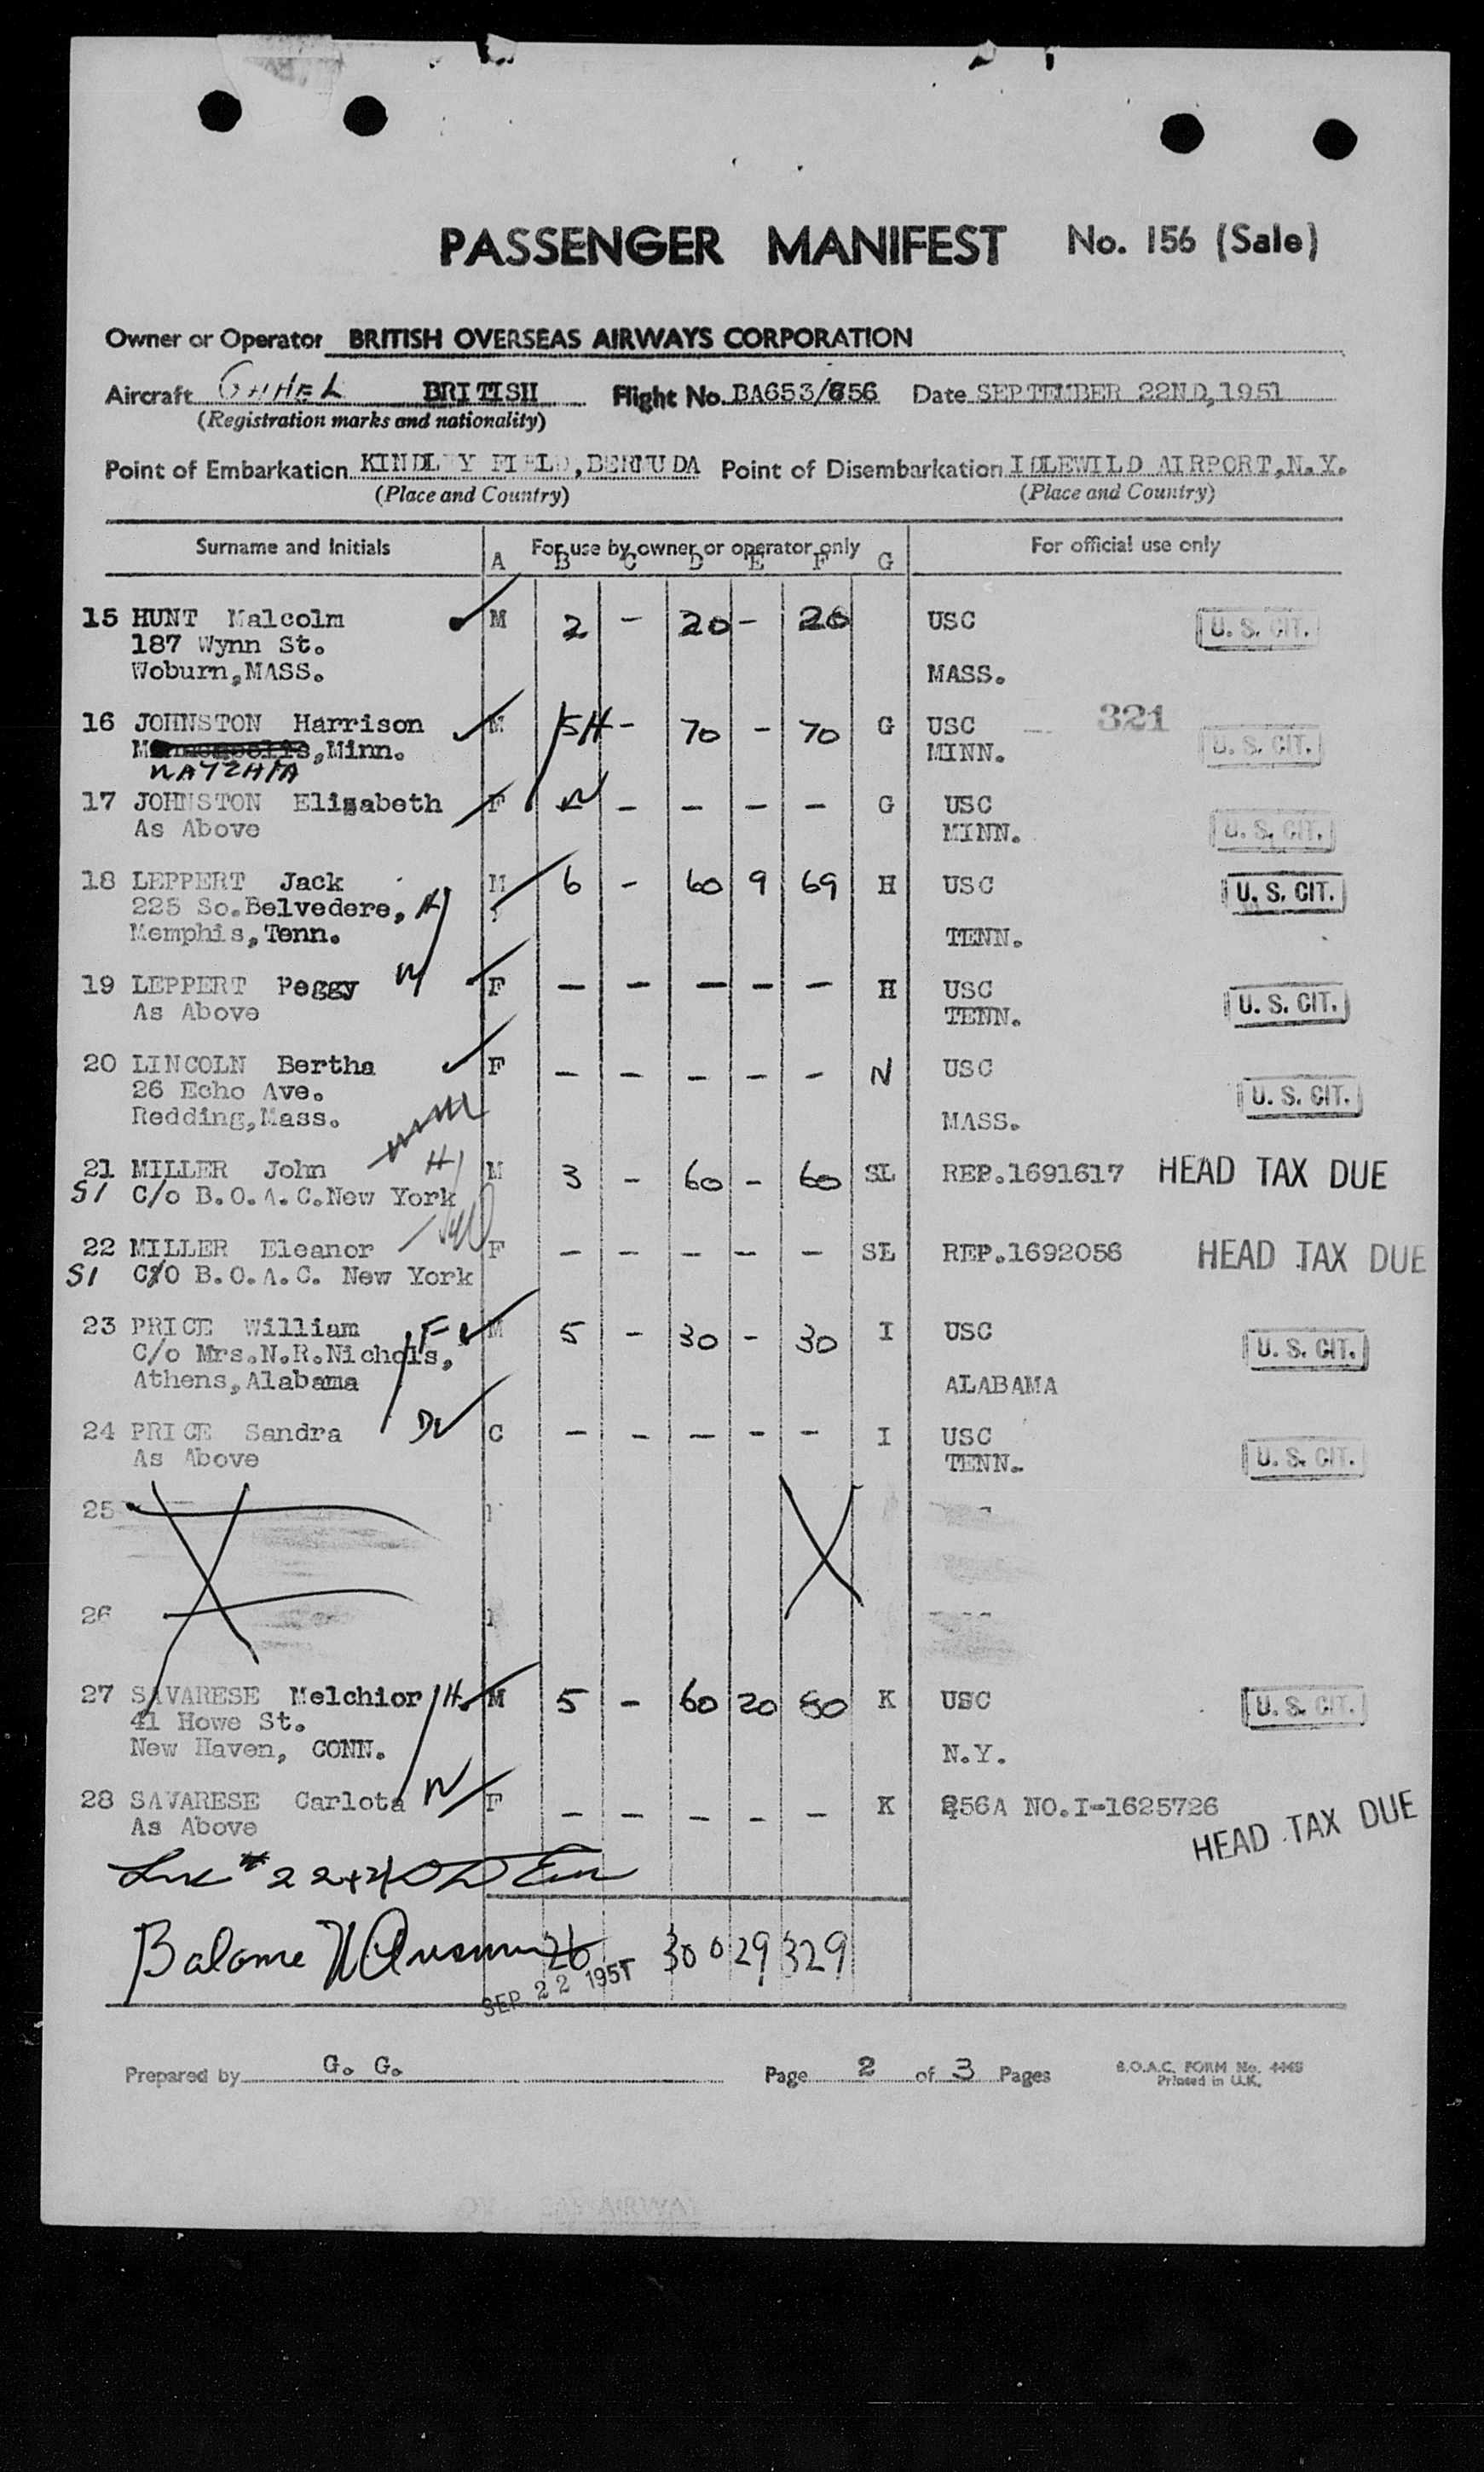 PASSENGER MANIFEST No. 156 (Sale)
Owner or Operator BRITISH OVERSEAS AIRWAYS CORPORATION
Aircraft BRITISH Flight No. BA653/656 Date SEPTEMBER 22ND, 1951
(Registration marks and nationality)
Point of Embarkation KINDLEY FIELD, BERMUDA Point of Disembarkation IDLEWILD AIRPORT, N.Y.
(Place and Country) (Place and Country)
Surname and Initials For use by owner or operator only For official use only
A B C D E F G
15 HUNT Malcolm M 2 - 20 - 20 USC U. S. CIT.
187 Wynn St.
Woburn, MASS. MASS.
16 JOHNSTON Harrison M 5 H - 70 - 70 G USC 321 U. S. CIT.
, Minn. MINN.
17 JOHNSTON Elisabeth F W - - - - G USC U. S. CIT.
As Above MINN.
18 LEPPERT Jack M 6 - 60 9 69 H USC U. S. CIT.
225 So. Belvedere, H
Memphis, Tenn. TENN.
19 LEPPERT Peggy W F - - - - - H USC U. S. CIT.
As Above TENN.
20 LINCOLN Bertha F - - - - - N USC U. S. CIT.
26 Echo Ave.
Redding, Mass. MASS.
21 MILLER John H M 3 - 60 - 60 SL REP. 1691617 HEAD TAX DUE
SI C/o B.O.A.C. New York
22 MILLER Eleanor F - - - - - SL REP. 1692056 HEAD TAX DUE
SI C/O B.O.A.C. New York
23 PRICE William F M 5 - 30 - 30 I USC U. S. CIT.
C/o Mrs. N.R. Nichols,
Athens, Alabama ALABAMA
24 PRICE Sandra D C - - - - - I USC U. S. CIT.
As Above TENN.
25
26
27 SAVARESE Melchior H M 5 - 60 20 80 K USC U. S. CIT.
41 Howe St.
New Haven, CONN. N.Y.
28 SAVARESE Carlota W F - - - - - K 256A NO. I-1625726
As Above HEAD TAX DUE
26 300 29 329
SEP 22 1951
Prepared by G. G. Page 2 of 3 Pages B.O.A.C. FORM No. 4448
Printed in U.K.